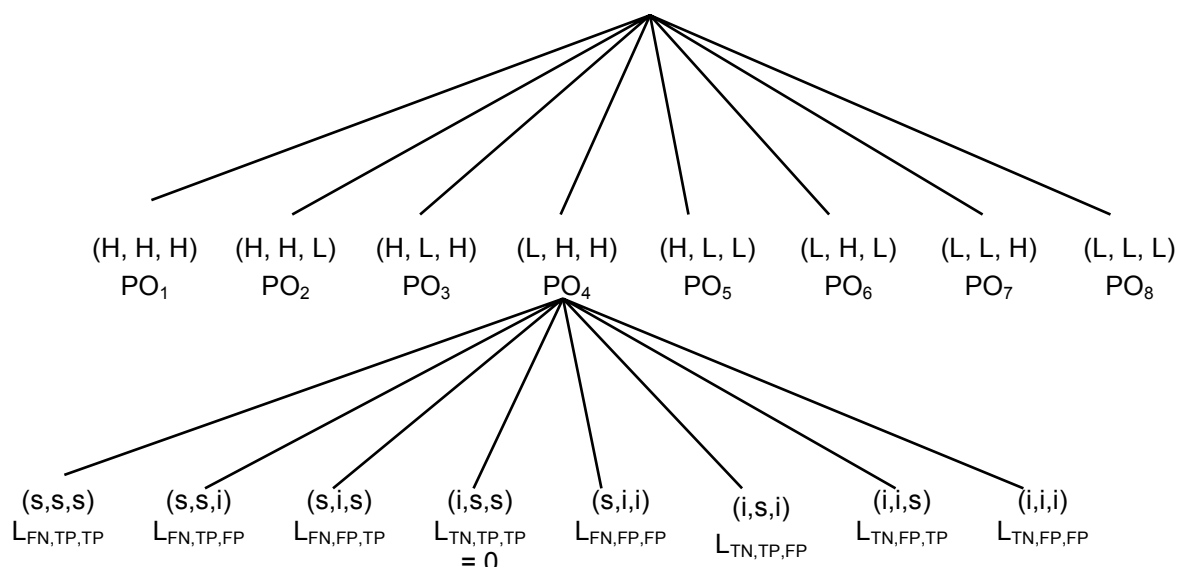 (H, H, H) (H, H, L) (H, L, H) (L, H, H) (H, L, L) (L, H, L) (L, L, H) (L, L, L)
PO1 PO2 PO3 PO4 PO5 PO6 PO7 PO8
(s,s,s) (s,s,i) (s,i,s) (i,s,s) (s,i,i) (i,s,i) (i,i,s) (i,i,i)
LFN,TP,TP LFN,TP,FP LFN,FP,TP LTN,TP,TP LFN,FP,FP LTN,TP,FP LTN,FP,TP LTN,FP,FP
= 0